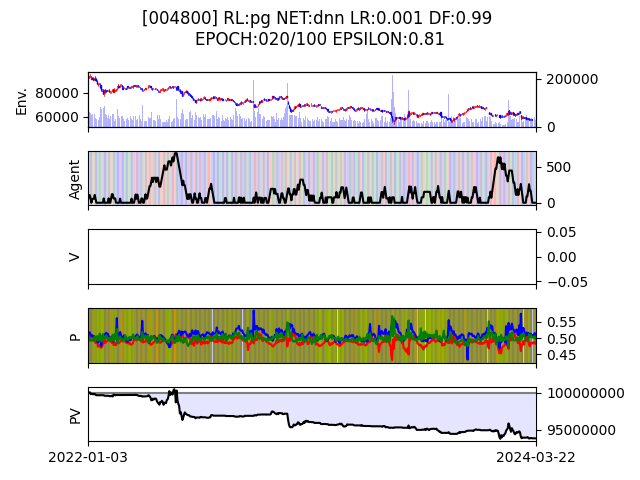 [004800] RL:pg NET:dnn LR:0.001 DF:0.99
EPOCH:020/100 EPSILON:0.81
Env.
80000
60000
200000
0
Agent
500
0
V
0.05
0.00
−0.05
P
0.55
0.50
0.45
PV
100000000
95000000
2022-01-03
2024-03-22